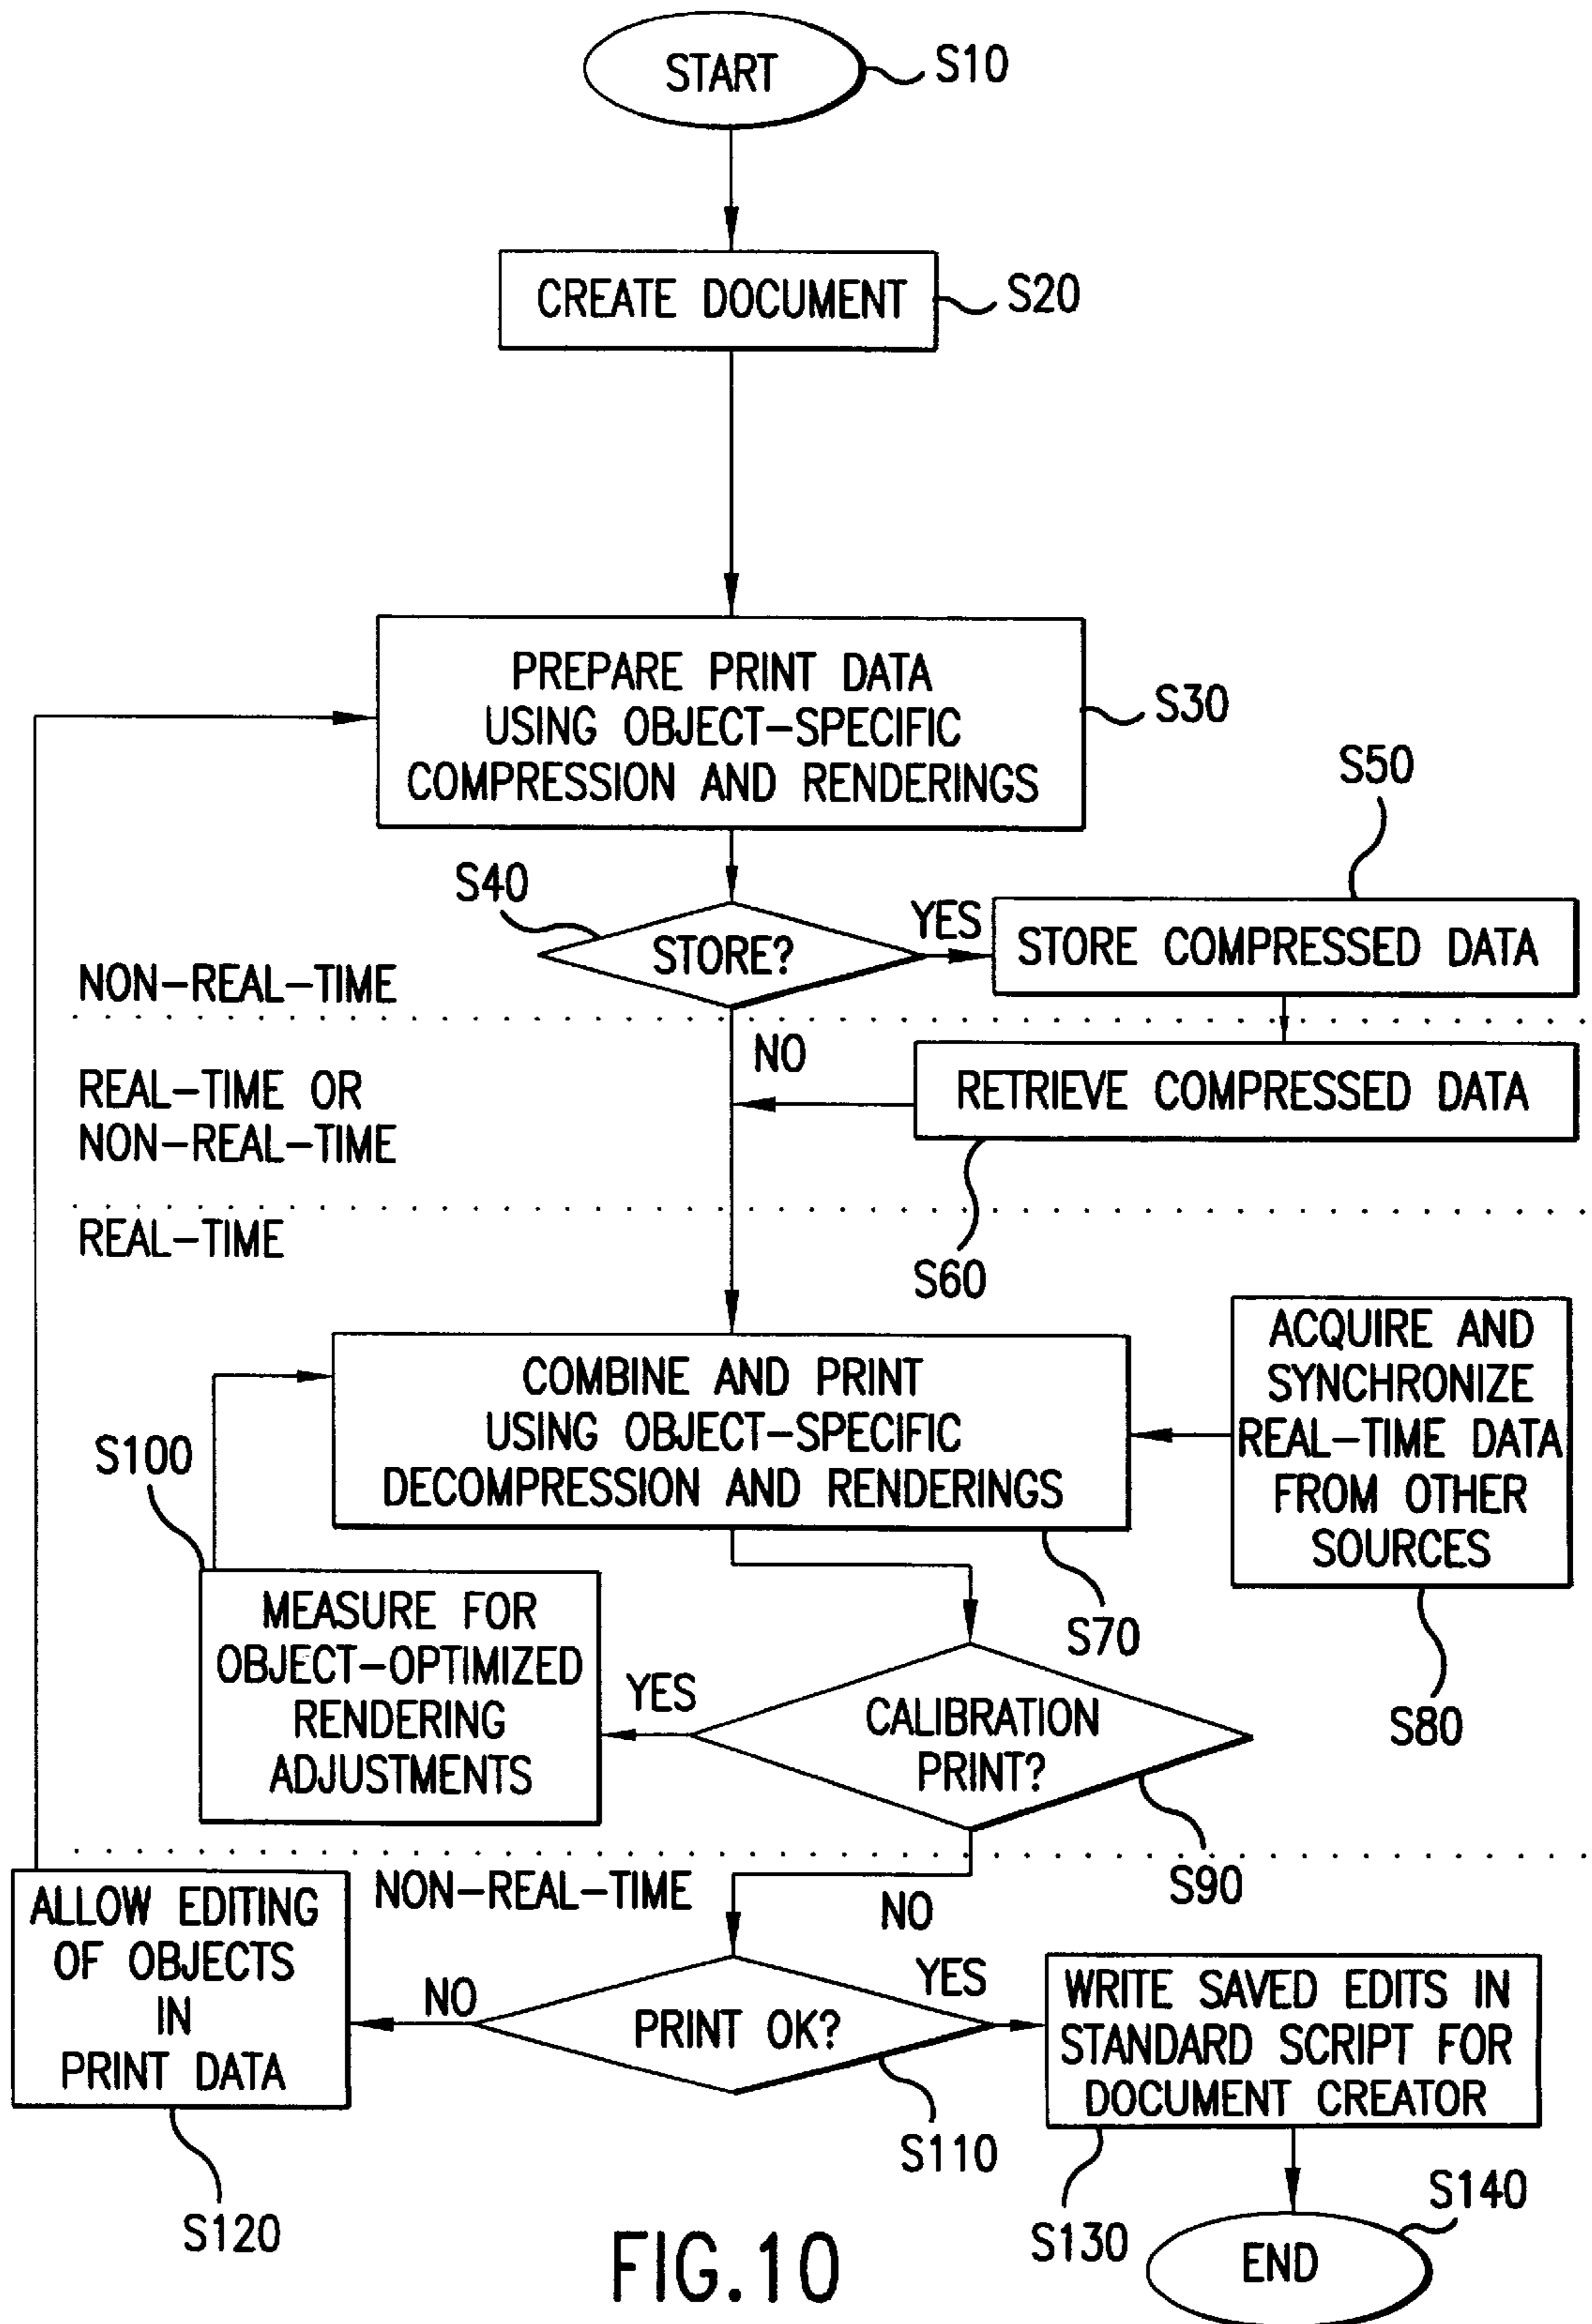 START
S10
CREATE DOCUMENT
S20
PREPARE PRINT DATA
USING OBJECT-SPECIFIC
COMPRESSION AND RENDERINGS
S30
S40
STORE?
YES
S50
STORE COMPRESSED DATA
NON-REAL-TIME
NO
REAL-TIME OR
NON-REAL-TIME
RETRIEVE COMPRESSED DATA
S60
REAL-TIME
COMBINE AND PRINT
USING OBJECT-SPECIFIC
DECOMPRESSION AND RENDERINGS
S70
ACQUIRE AND
SYNCHRONIZE
REAL-TIME DATA
FROM OTHER
SOURCES
S80
S100
MEASURE FOR
OBJECT-OPTIMIZED
RENDERING
ADJUSTMENTS
YES
CALIBRATION
PRINT?
S90
NON-REAL-TIME
NO
ALLOW EDITING
OF OBJECTS
IN
PRINT DATA
S120
NO
PRINT OK?
YES
S110
WRITE SAVED EDITS IN
STANDARD SCRIPT FOR
DOCUMENT CREATOR
S130
S140
END
FIG.10